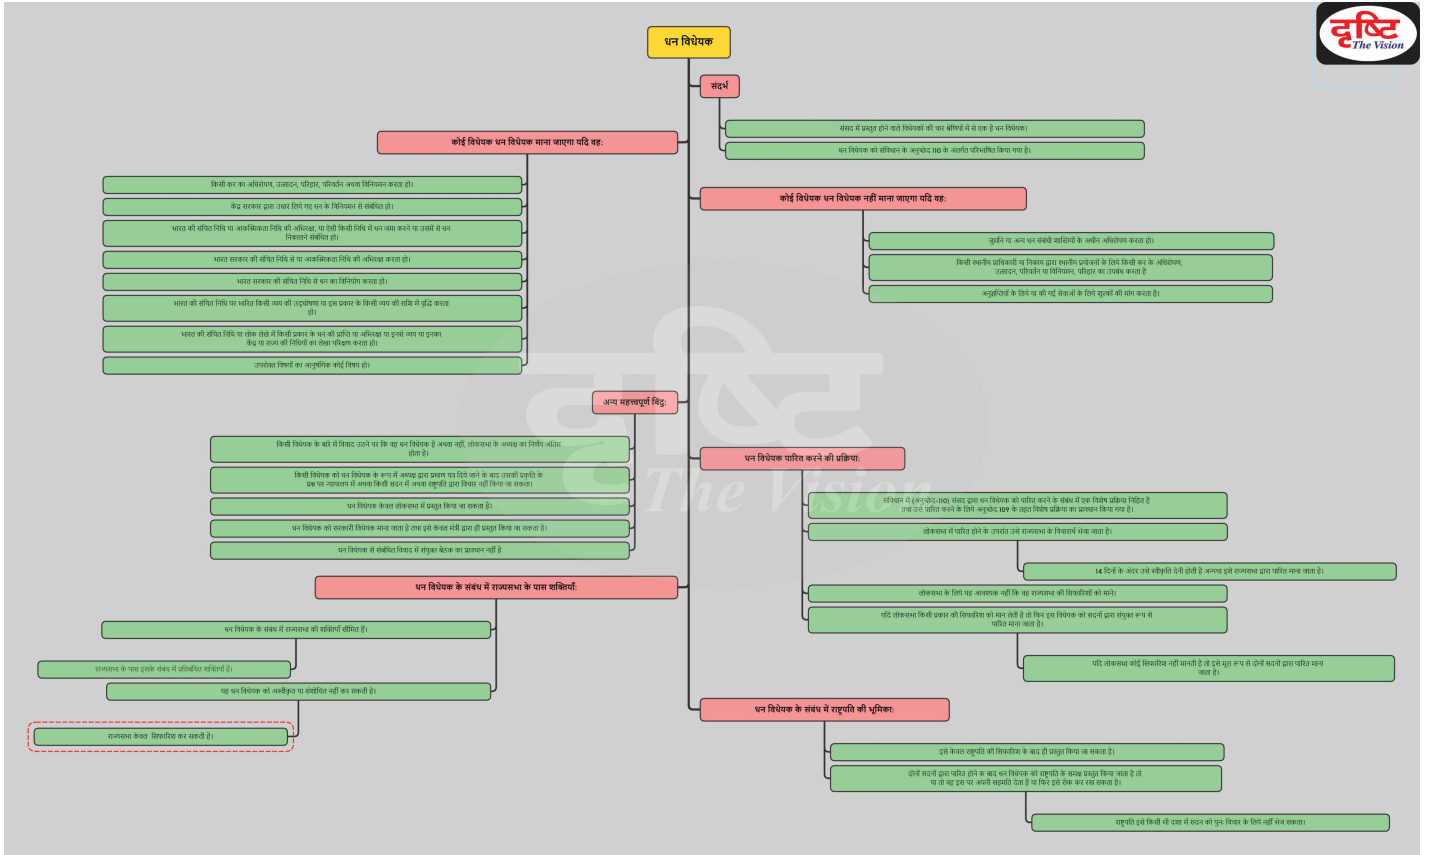 धन विधेयक
दृष्टि
The Vision
संदर्भ
संसद में प्रस्तुत होने वाले विधेयकों की चार श्रेणियों में से एक है धन विधेयक।
धन विधेयक को संविधान के अनुच्छेद 110 के अंतर्गत परिभाषित किया गया है।
कोई विधेयक धन विधेयक माना जाएगा यदि वह:
किसी कर का अधिरोपण, उत्सादन, परिहार, परिवर्तन अथवा विनियमन करता हो।
केंद्र सरकार द्वारा उधार लिये गए धन के विनियमन से संबंधित हो।
भारत की संचित निधि या आकस्मिकता निधि की अभिरक्षा, या ऐसी किसी निधि में धन जमा करने या उसमें से धन
निकालने संबंधित हो।
भारत सरकार की संचित निधि से या आकस्मिकता निधि की अभिरक्षा करता हो।
भारत सरकार की संचित निधि से धन का विनियोग करता हो।
भारत की संचित निधि पर भारित किसी व्यय की उद्घोषणा या इस प्रकार के किसी व्यय की राशि में वृद्धि करता
हो।
भारत की संचित निधि या लोक लेखे में किसी प्रकार के धन की प्राप्ति या अभिरक्षा या इनसे व्यय या इनका
केंद्र या राज्य की निधियों का लेखा परिक्षण करता हो।
उपरोक्त विषयों का आनुषंगिक कोई विषय हो।
कोई विधेयक धन विधेयक नहीं माना जाएगा यदि वह:
जुर्माने या अन्य धन संबंधी शास्तियों के अधीन अधिरोपण करता हो।
किसी स्थानीय प्राधिकारी या निकाय द्वारा स्थानीय प्रयोजनों के लिये किसी कर के अधिरोपण,
उत्सादन, परिवर्तन या विनियमन, परिहार का उपबंध करता है
अनुज्ञप्तियों के लिये या की गई सेवाओं के लिये शुल्कों की मांग करता है।
अन्य महत्त्वपूर्ण बिंदु:
किसी विधेयक के बारे में विवाद उठने पर कि वह धन विधेयक है अथवा नहीं, लोकसभा के अध्यक्ष का निर्णय अंतिम
होता है।
किसी विधेयक को धन विधेयक के रूप में अध्यक्ष द्वारा प्रमाण पत्र दिये जाने के बाद उसकी प्रकृति के
प्रश्न पर न्यायालय में अथवा किसी सदन में अथवा राष्ट्रपति द्वारा विचार नहीं किया जा सकता।
धन विधेयक केवल लोकसभा में प्रस्तुत किया जा सकता है।
धन विधेयक को सरकारी विधेयक माना जाता है तथा इसे केवल मंत्री द्वारा ही प्रस्तुत किया जा सकता है।
धन विधेयक से संबंधित विवाद में संयुक्त बैठक का प्रावधान नहीं है
धन विधेयक पारित करने की प्रक्रिया:
संविधान में (अनुच्छेद-110) संसद द्वारा धन विधेयक को पारित करने के संबंध में एक विशेष प्रक्रिया निहित है
तथा उसे पारित करने के लिये अनुच्छेद 109 के तहत विशेष प्रक्रिया का प्रावधान किया गया है।
लोकसभा में पारित होने के उपरांत उसे राज्यसभा के विचारार्थ भेजा जाता है।
14 दिनों के अंदर उसे स्वीकृति देनी होती है अन्यथा इसे राज्यसभा द्वारा पारित माना जाता है।
लोकसभा के लिये यह आवश्यक नहीं कि वह राज्यसभा की सिफारिशों को माने।
यदि लोकसभा किसी प्रकार की सिफारिश को मान लेती है तो फिर इस विधेयक को सदनों द्वारा संयुक्त रूप से
पारित माना जाता है।
यदि लोकसभा कोई सिफारिश नहीं मानती है तो इसे मूल रूप से दोनों सदनों द्वारा पारित माना
जाता है।
धन विधेयक के संबंध में राज्यसभा के पास शक्तियाँ:
धन विधेयक के संबंध में राज्यसभा की शक्तियाँ सीमित हैं।
राज्यसभा के पास इसके संबंध में प्रतिबंधित शक्तियाँ हैं।
यह धन विधेयक को अस्वीकृत या संशोधित नहीं कर सकती है।
राज्यसभा केवल सिफारिश कर सकती है।
धन विधेयक के संबंध में राष्ट्रपति की भूमिका:
इसे केवल राष्ट्रपति की सिफारिश के बाद ही प्रस्तुत किया जा सकता है।
दोनों सदनों द्वारा पारित होने के बाद धन विधेयक को राष्ट्रपति के समक्ष प्रस्तुत किया जाता है तो
या तो वह इस पर अपनी सहमति देता है या फिर इसे रोक कर रख सकता है।
राष्ट्रपति इसे किसी भी दशा में सदन को पुनः विचार के लिये नहीं भेज सकता।
दृष्टि
The Vision